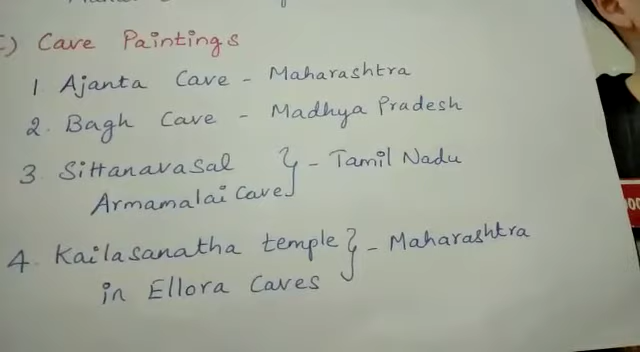 C) Cave Paintings
1 Ajanta Cave - Maharashtra
2. Bagh Cave - Madhya Pradesh
3 Sittanavasal } - Tamil Nadu
Armamalai Cave
4. Kailasanatha temple } - Maharashtra
in Ellora Caves